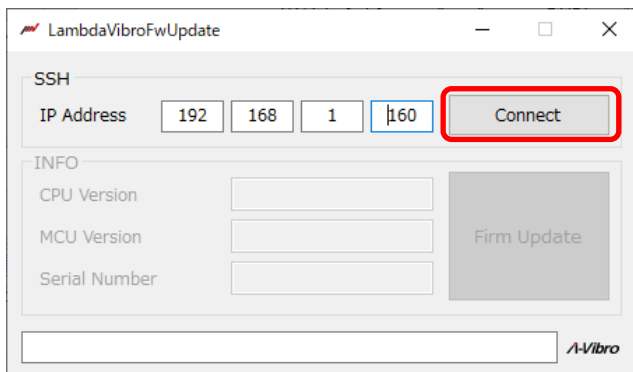 LambdaVibroFwUpdate
SSH
IP Address 192 168 1 160 Connect
INFO
CPU Version
MCU Version
Firm Update
Serial Number
Λ-Vibro